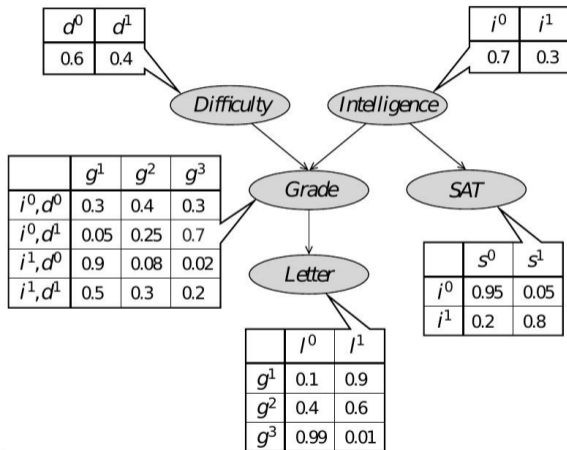 d⁰ d¹
0.6 0.4
i⁰ i¹
0.7 0.3
Difficulty
Intelligence
g¹ g² g³
i⁰,d⁰ 0.3 0.4 0.3
i⁰,d¹ 0.05 0.25 0.7
i¹,d⁰ 0.9 0.08 0.02
i¹,d¹ 0.5 0.3 0.2
Grade
SAT
Letter
s⁰ s¹
i⁰ 0.95 0.05
i¹ 0.2 0.8
l⁰ l¹
g¹ 0.1 0.9
g² 0.4 0.6
g³ 0.99 0.01